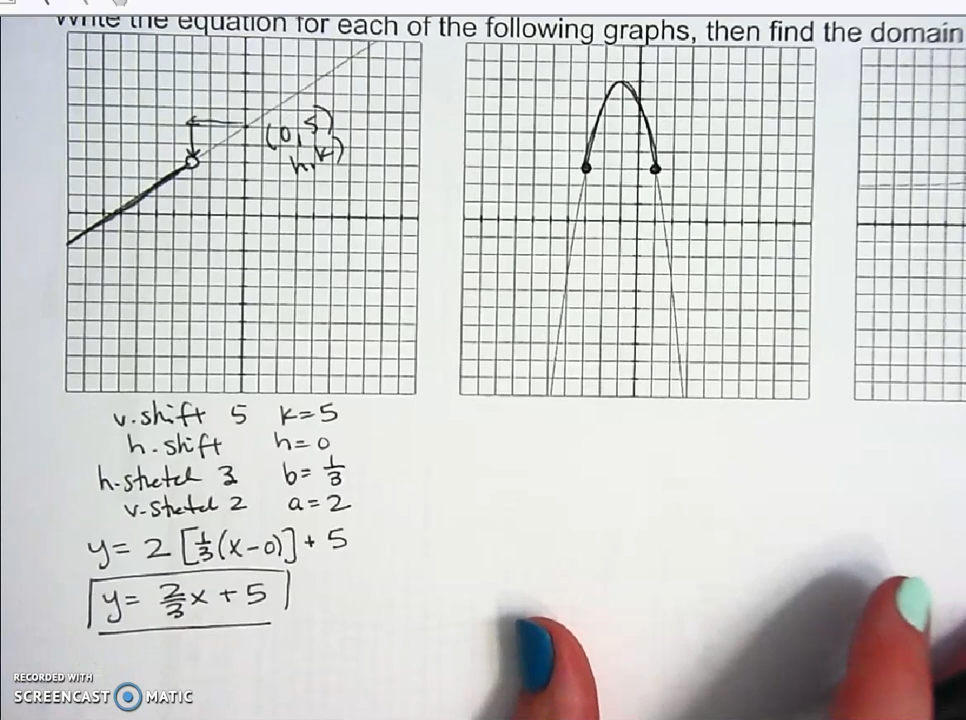 Write the equation for each of the following graphs, then find the domain
(0, 5)
h, k)
v. shift 5 k = 5
h - shift h = 0
h-stretch 3 b = 1/3
v-stretch 2 a = 2
y = 2 [1/3(x-0)] + 5
y = 2/3 x + 5
RECORDED WITH
SCREENCAST MATIC